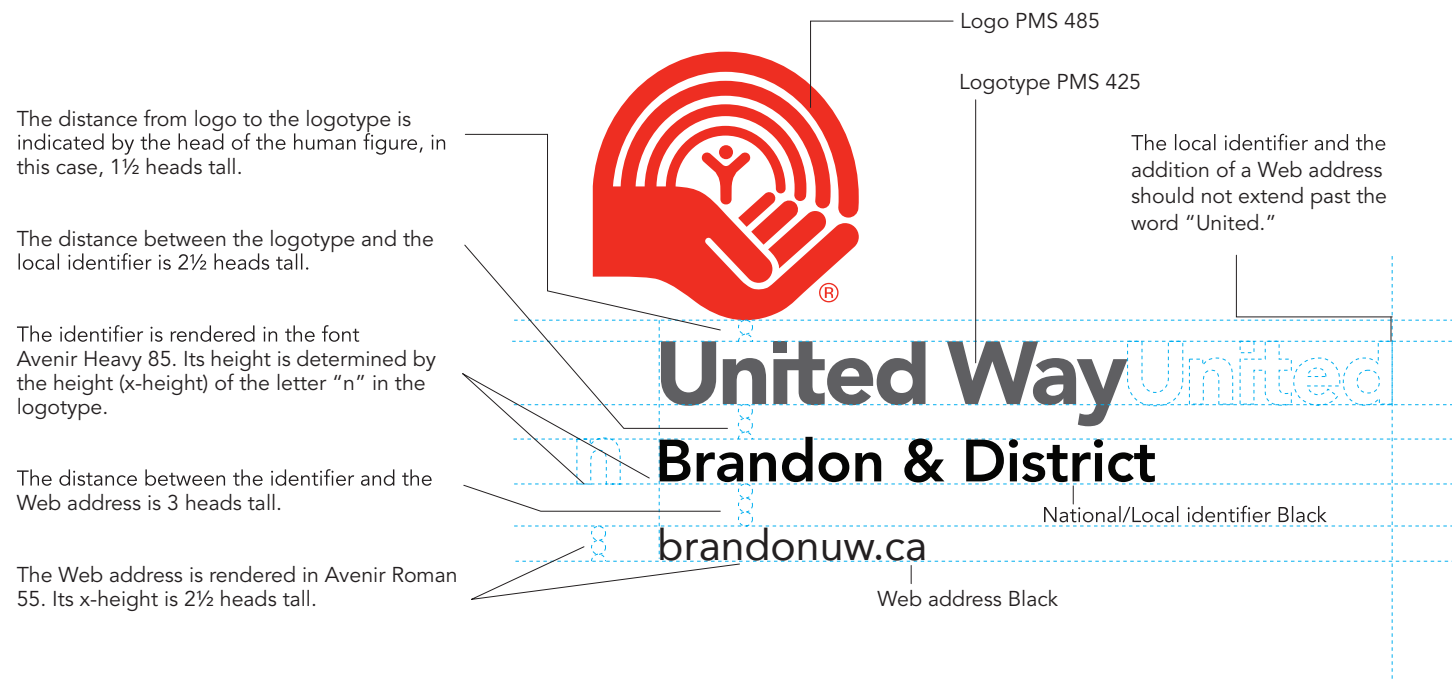 Logo PMS 485
Logotype PMS 425
The distance from logo to the logotype is
indicated by the head of the human figure, in
this case, 1½ heads tall.
The local identifier and the
addition of a Web address
should not extend past the
word “United.”
The distance between the logotype and the
local identifier is 2½ heads tall.
®
The identifier is rendered in the font
Avenir Heavy 85. Its height is determined by
the height (x-height) of the letter “n” in the
logotype.
United Way United
n
Brandon & District
The distance between the identifier and the
Web address is 3 heads tall.
National/Local identifier Black
brandonuw.ca
The Web address is rendered in Avenir Roman
55. Its x-height is 2½ heads tall.
Web address Black